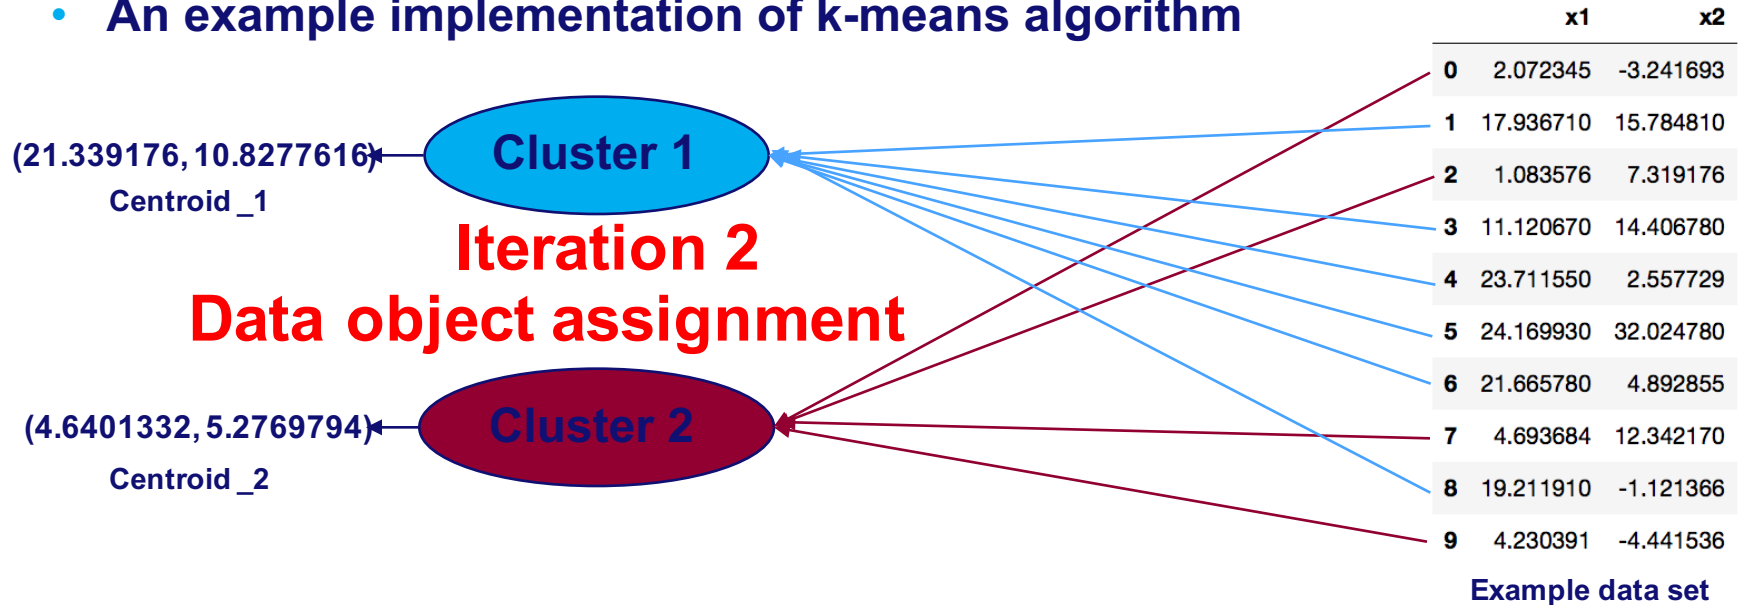 • An example implementation of k-means algorithm
Cluster 1
(21.339176, 10.8277616)
Centroid _1
Iteration 2
Data object assignment
Cluster 2
(4.6401332, 5.2769794)
Centroid _2
x1 x2
0 2.072345 -3.241693
1 17.936710 15.784810
2 1.083576 7.319176
3 11.120670 14.406780
4 23.711550 2.557729
5 24.169930 32.024780
6 21.665780 4.892855
7 4.693684 12.342170
8 19.211910 -1.121366
9 4.230391 -4.441536
Example data set